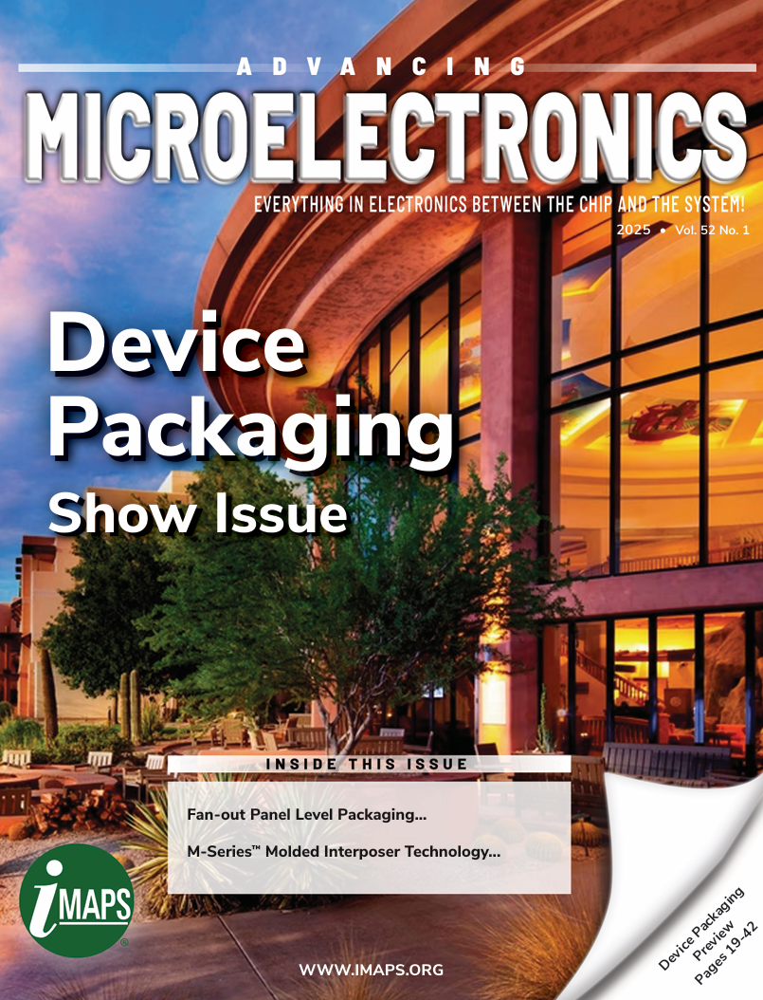 ADVANCING
MICROELECTRONICS
EVERYTHING IN ELECTRONICS BETWEEN THE CHIP AND THE SYSTEM!
2025 • Vol. 52 No. 1
Device
Packaging
Show Issue
INSIDE THIS ISSUE
Fan-out Panel Level Packaging...
M-Series™ Molded Interposer Technology...
iMAPS®
Device Packaging
Preview
Pages 19-42
WWW.IMAPS.ORG